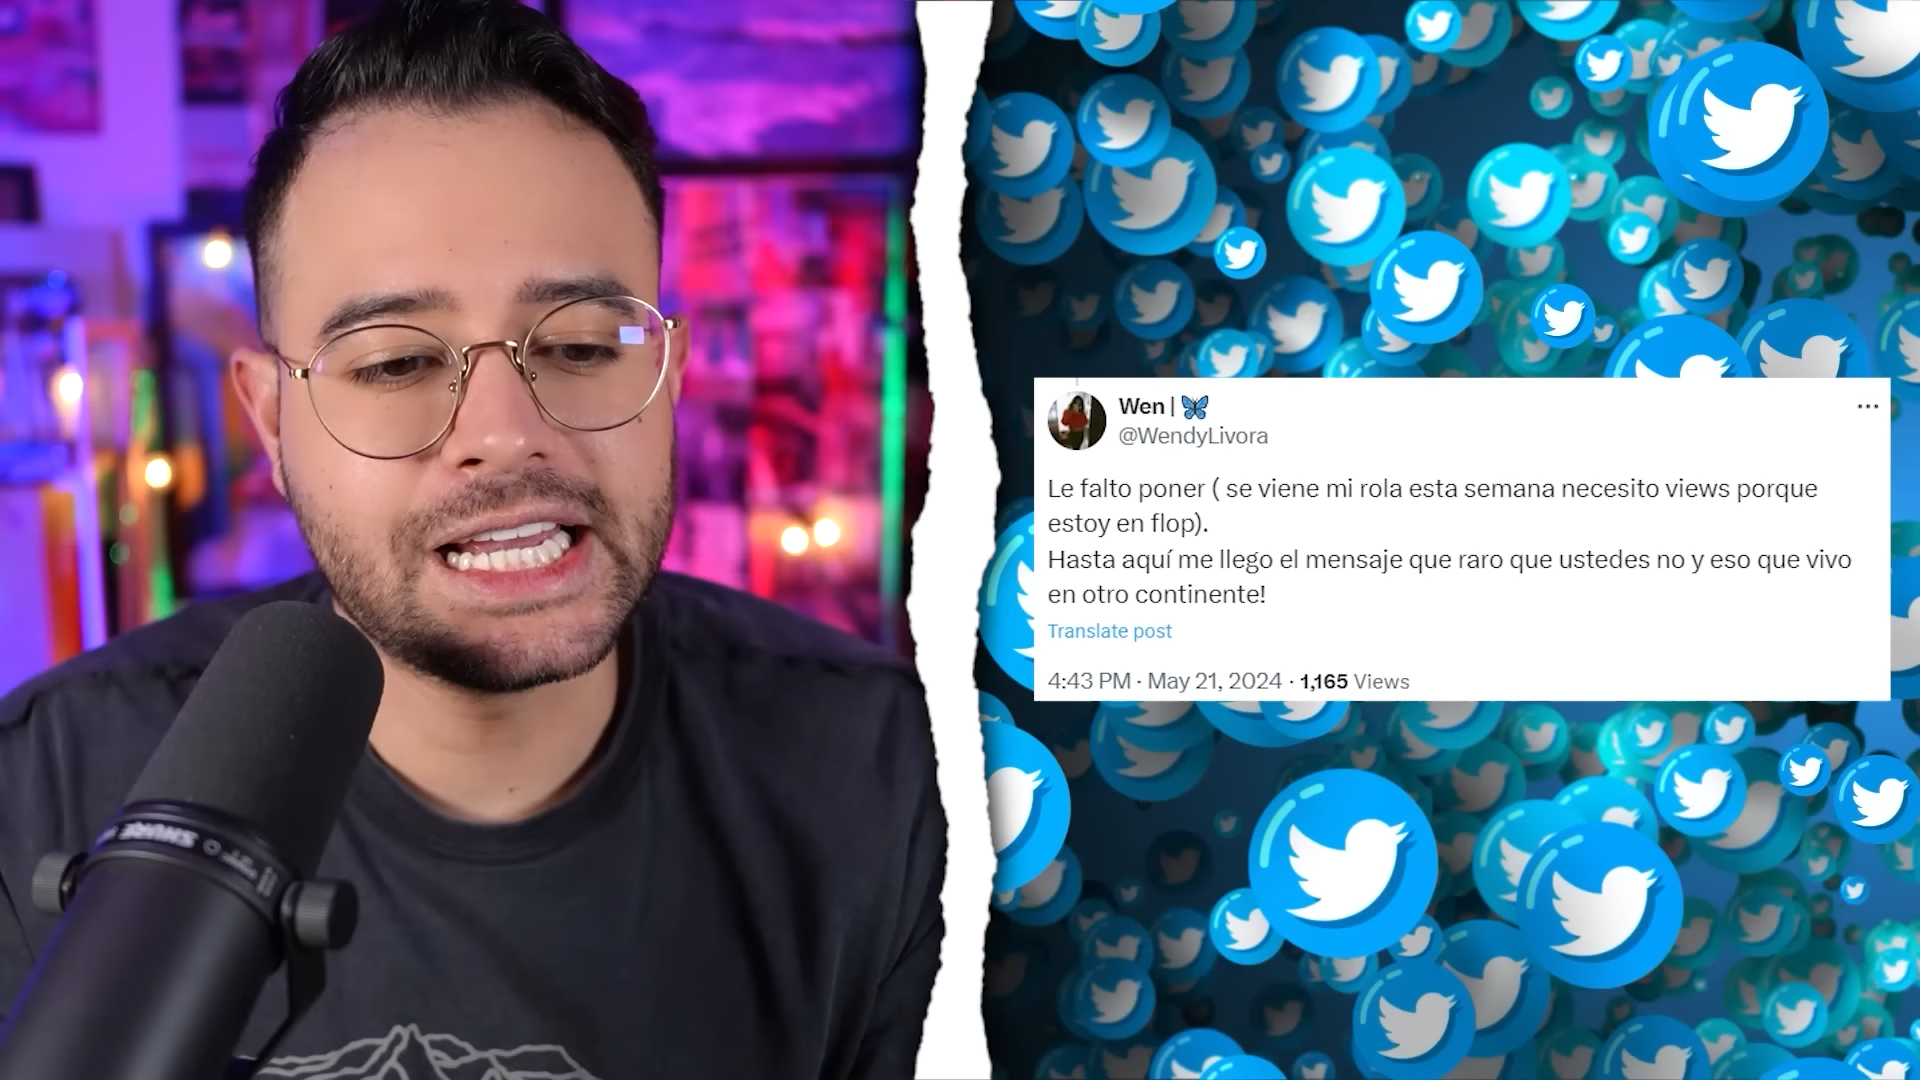 Wen | 🦋
@WendyLivora
Le falto poner ( se viene mi rola esta semana necesito views porque
estoy en flop).
Hasta aquí me llego el mensaje que raro que ustedes no y eso que vivo
en otro continente!
Translate post
4:43 PM · May 21, 2024 · 1,165 Views
SHURE